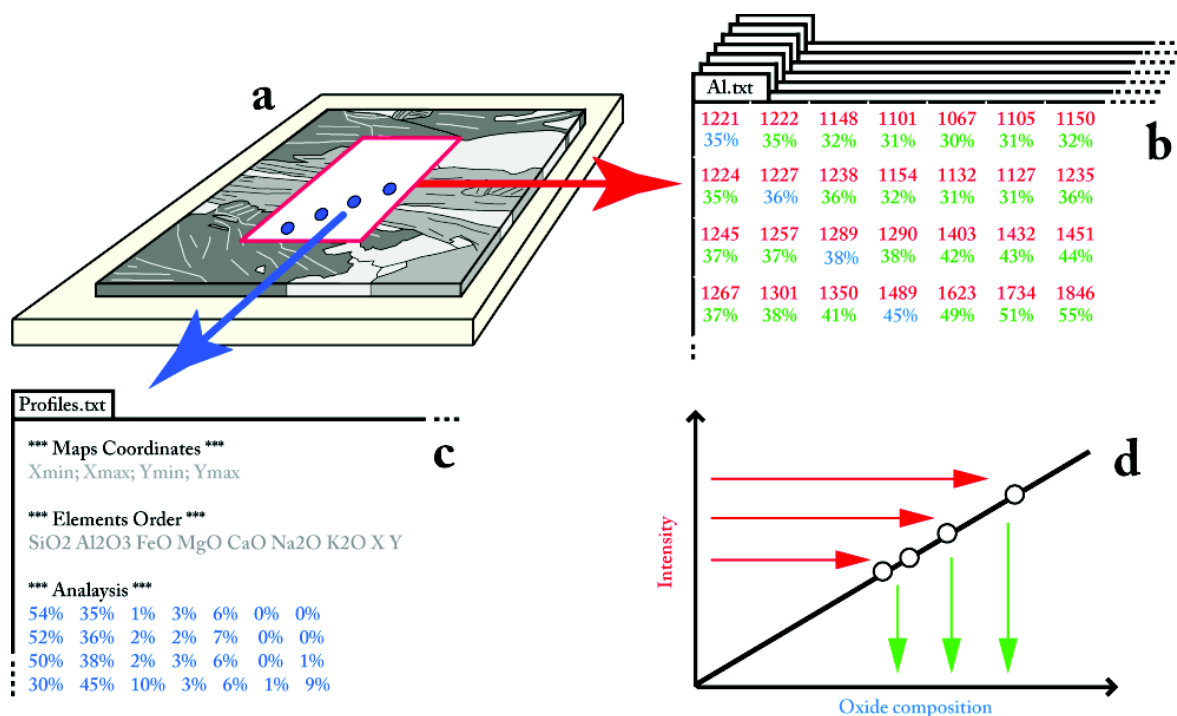 a
Al.txt
1221 1222 1148 1101 1067 1105 1150
35% 35% 32% 31% 30% 31% 32%
b
1224 1227 1238 1154 1132 1127 1235
35% 36% 36% 32% 31% 31% 36%
1245 1257 1289 1290 1403 1432 1451
37% 37% 38% 38% 42% 43% 44%
1267 1301 1350 1489 1623 1734 1846
37% 38% 41% 45% 49% 51% 55%
Profiles.txt
c
*** Maps Coordinates ***
Xmin; Xmax; Ymin; Ymax
*** Elements Order ***
SiO2 Al2O3 FeO MgO CaO Na2O K2O X Y
*** Analaysis ***
54% 35% 1% 3% 6% 0% 0%
52% 36% 2% 2% 7% 0% 0%
50% 38% 2% 3% 6% 0% 1%
30% 45% 10% 3% 6% 1% 9%
d
Intensity
Oxide composition